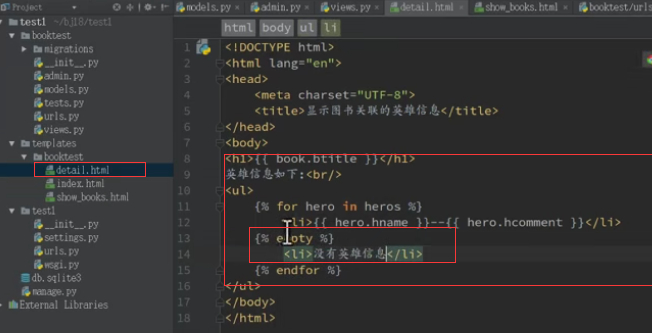 Project
models.py
admin.py
views.py
detail.html
show_books.html
booktest/urls
test1 ~/bj18/test1
html
body
ul
li
booktest
migrations
__init__.py
admin.py
models.py
tests.py
urls.py
views.py
templates
booktest
detail.html
index.html
show_books.html
test1
__init__.py
settings.py
urls.py
wsgi.py
db.sqlite3
manage.py
External Libraries
1 <!DOCTYPE html>
2 <html lang="en">
3 <head>
4 <meta charset="UTF-8">
5 <title>显示图书关联的英雄信息</title>
6 </head>
7 <body>
8 <h1>{{ book.btitle }}</h1>
9 英雄信息如下:<br/>
10 <ul>
11 {% for hero in heros %}
12 <li>{{ hero.hname }}--{{ hero.hcomment }}</li>
13 {% empty %}
14 <li>没有英雄信息</li>
15 {% endfor %}
16 </ul>
17 </body>
18 </html>